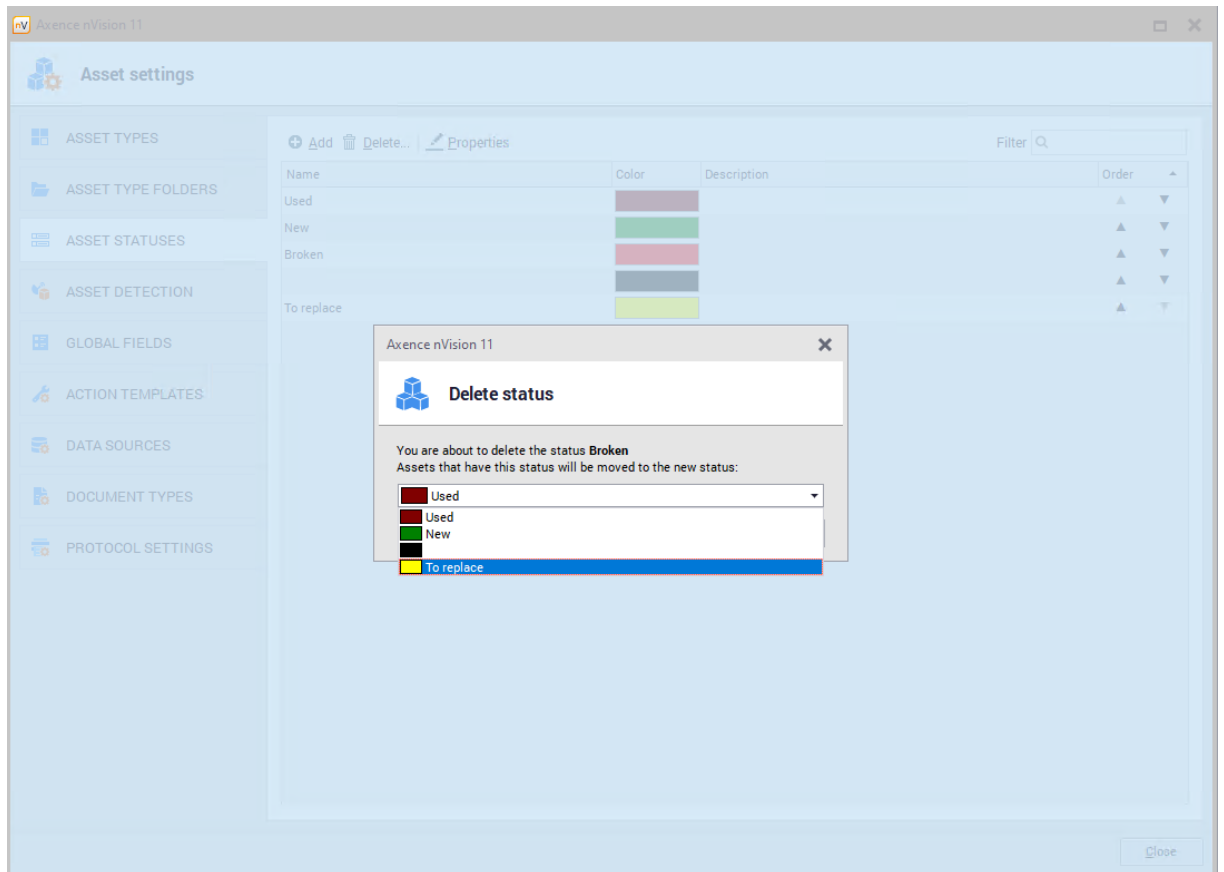 nV Axence nVision 11
Asset settings
ASSET TYPES
ASSET TYPE FOLDERS
ASSET STATUSES
ASSET DETECTION
GLOBAL FIELDS
ACTION TEMPLATES
DATA SOURCES
DOCUMENT TYPES
PROTOCOL SETTINGS
Add Delete... Properties Filter
Name Color Description Order
Used
New
Broken
To replace
Axence nVision 11
Delete status
You are about to delete the status Broken
Assets that have this status will be moved to the new status:
Used
Used
New
To replace
Close